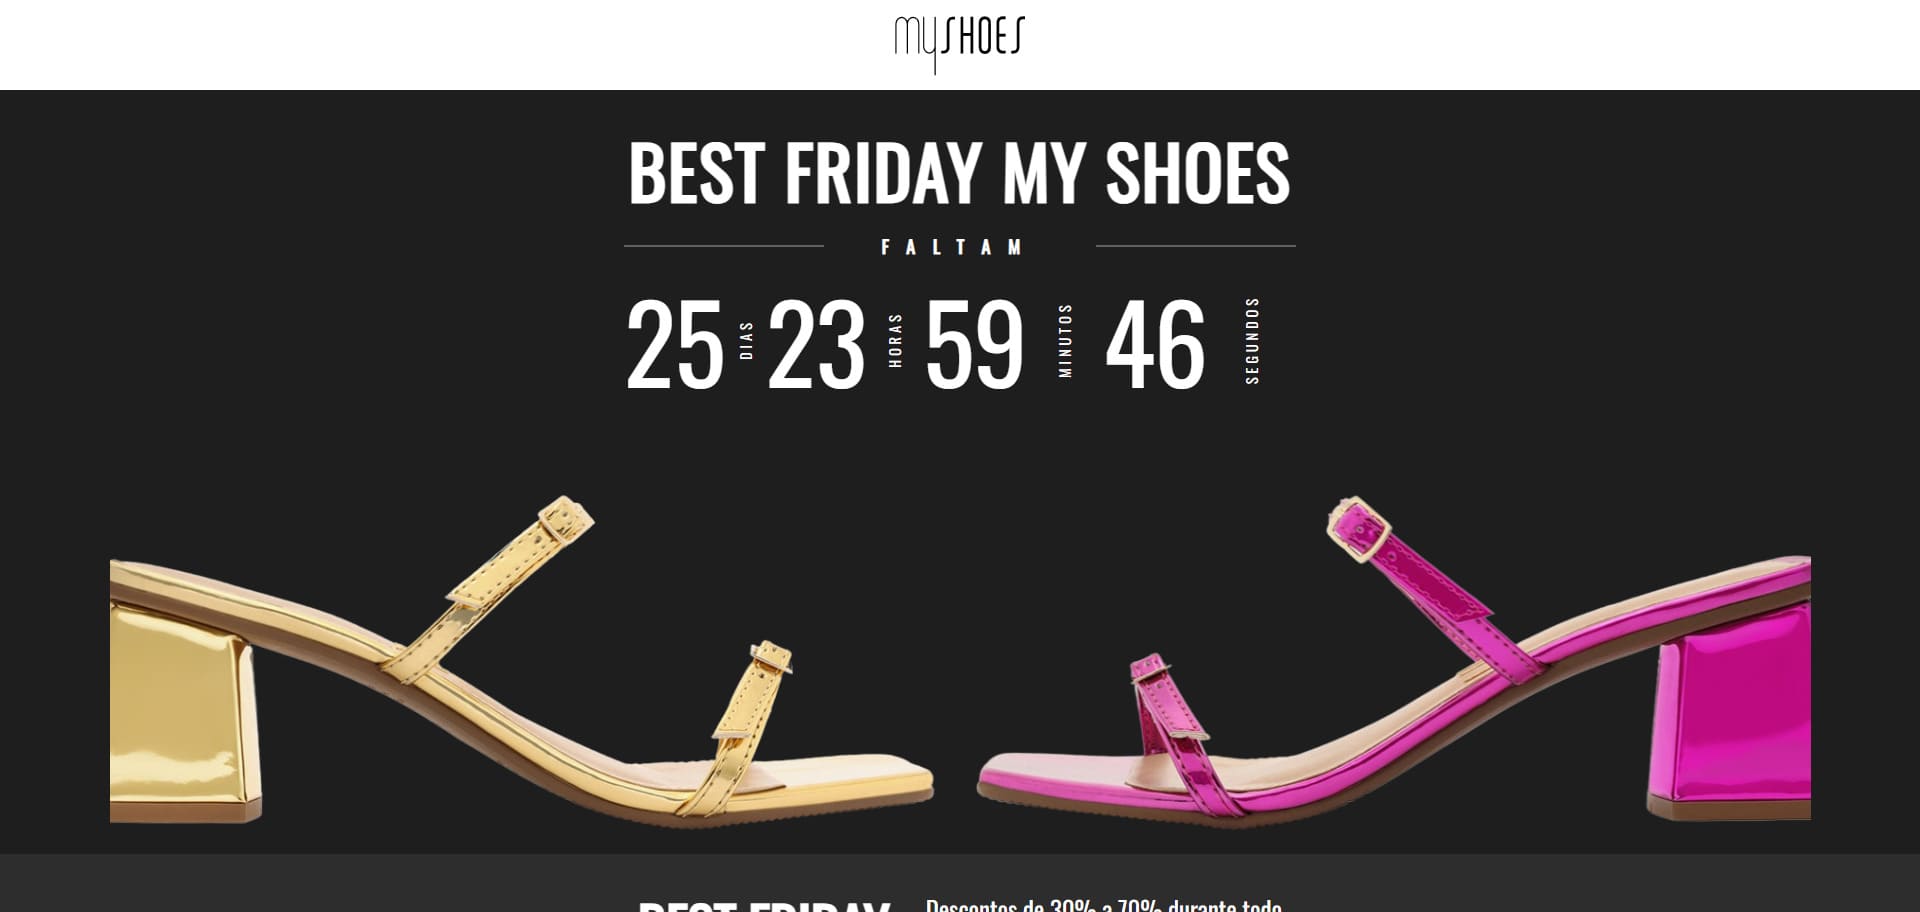 mySHOES
BEST FRIDAY MY SHOES
FALTAM
25 DIAS 23 HORAS 59 MINUTOS 46 SEGUNDOS
BEST FRIDAY
Descontos de 30% a 70% durante todo